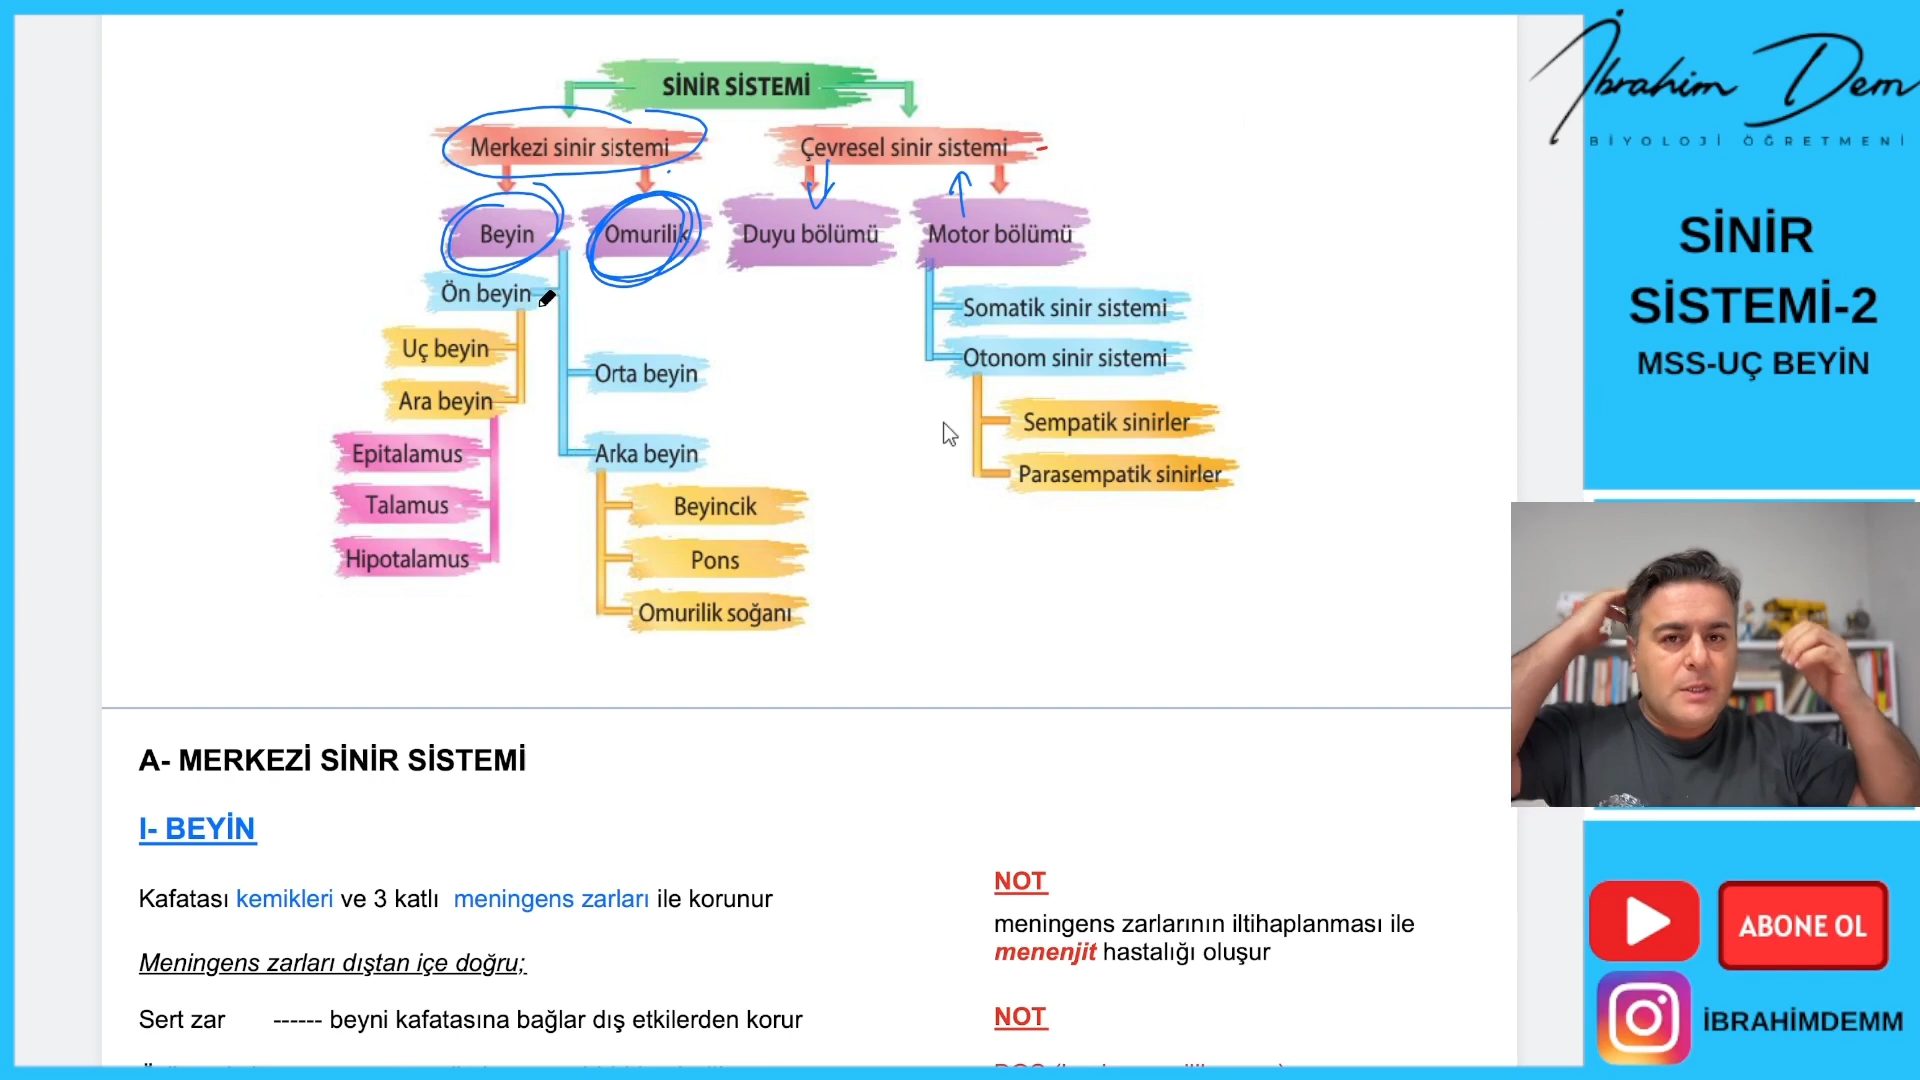 SİNİR SİSTEMİ
Merkezi sinir sistemi
Çevresel sinir sistemi
Beyin
Omurilik
Duyu bölümü
Motor bölümü
Ön beyin
Uç beyin
Ara beyin
Epitalamus
Talamus
Hipotalamus
Orta beyin
Arka beyin
Beyincik
Pons
Omurilik soğanı
Somatik sinir sistemi
Otonom sinir sistemi
Sempatik sinirler
Parasempatik sinirler
A- MERKEZİ SİNİR SİSTEMİ
I- BEYİN
Kafatası kemikleri ve 3 katlı meningens zarları ile korunur
Meningens zarları dıştan içe doğru;
Sert zar ------ beyni kafatasına bağlar dış etkilerden korur
NOT
meningens zarlarının iltihaplanması ile
menenjit hastalığı oluşur
NOT
İbrahim Dem
BİYOLOJİ ÖĞRETMENİ
SİNİR
SİSTEMİ-2
MSS-UÇ BEYİN
ABONE OL
İBRAHİMDEMM